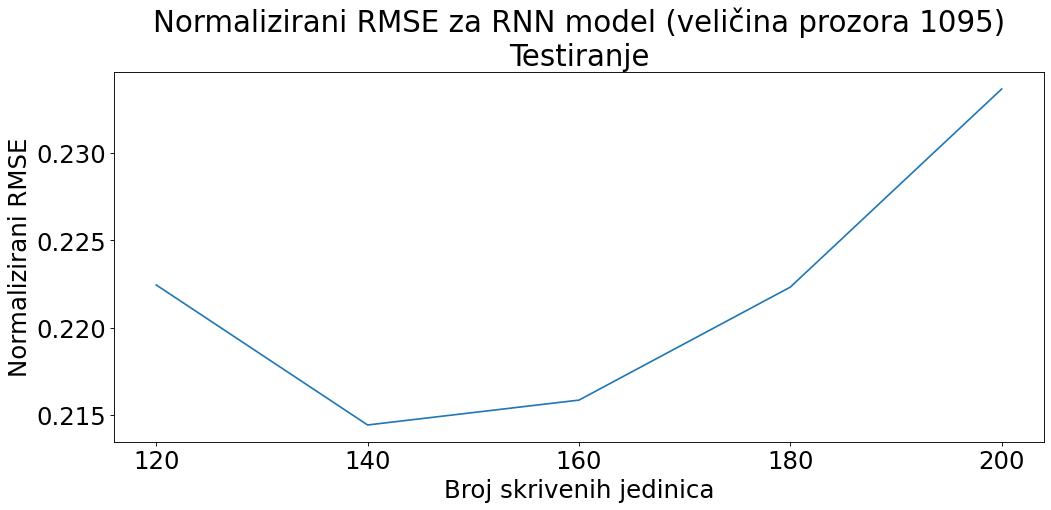 Normalizirani RMSE za RNN model (veličina prozora 1095)
Testiranje
Normalizirani RMSE
0.230
0.225
0.220
0.215
120 140 160 180 200
Broj skrivenih jedinica